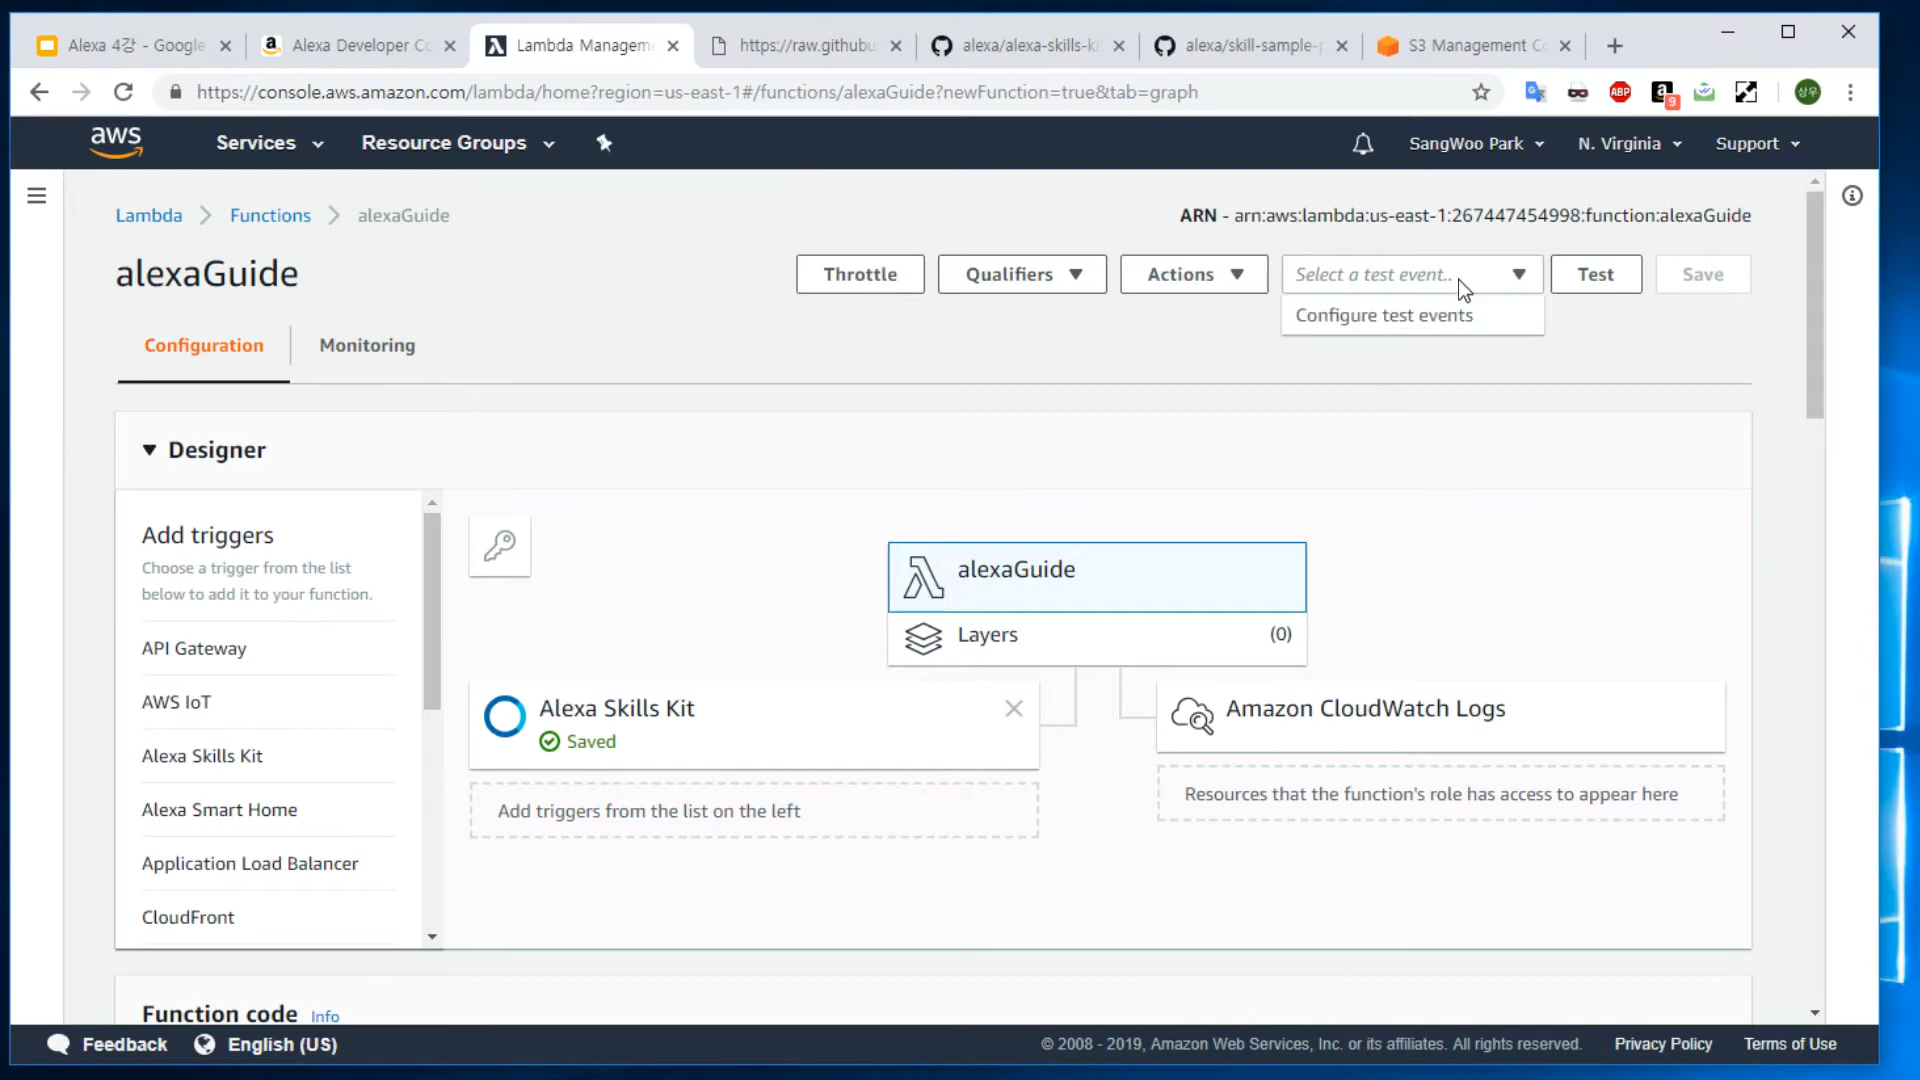 Alexa 4강 - Google
Alexa Developer Co
Lambda Managem
https://raw.githubu
alexa/alexa-skills-ki
alexa/skill-sample-
S3 Management Co
https://console.aws.amazon.com/lambda/home?region=us-east-1#/functions/alexaGuide?newFunction=true&tab=graph
ABP
9
상우
aws
Services
Resource Groups
SangWoo Park
N. Virginia
Support
Lambda
Functions
alexaGuide
ARN - arn:aws:lambda:us-east-1:267447454998:function:alexaGuide
alexaGuide
Throttle
Qualifiers
Actions
Select a test event..
Test
Save
Configure test events
Configuration
Monitoring
Designer
Add triggers
Choose a trigger from the list
below to add it to your function.
API Gateway
AWS IoT
Alexa Skills Kit
Alexa Smart Home
Application Load Balancer
CloudFront
alexaGuide
Layers
(0)
Alexa Skills Kit
Saved
Add triggers from the list on the left
Amazon CloudWatch Logs
Resources that the function's role has access to appear here
Function code
Info
Feedback
English (US)
© 2008 - 2019, Amazon Web Services, Inc. or its affiliates. All rights reserved.
Privacy Policy
Terms of Use